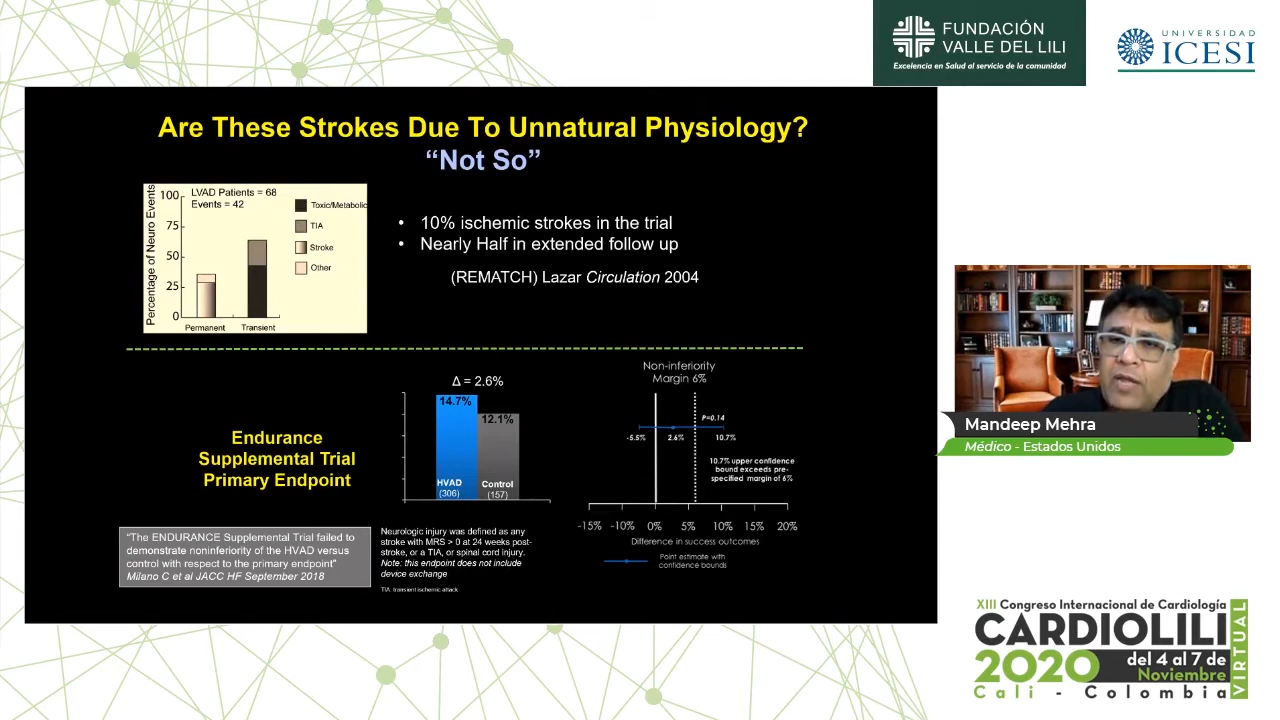 FUNDACIÓN
VALLE DEL LILI
Excelencia en Salud al servicio de la comunidad
UNIVERSIDAD
ICESI
Are These Strokes Due To Unnatural Physiology?
“Not So”
Percentage of Neuro Events
100
75
50
25
0
LVAD Patients = 68
Events = 42
Toxic/Metabolic
TIA
Stroke
Other
Permanent
Transient
• 10% ischemic strokes in the trial
• Nearly Half in extended follow up
(REMATCH) Lazar Circulation 2004
Endurance
Supplemental Trial
Primary Endpoint
Δ = 2.6%
14.7%
12.1%
HVAD
(306)
Control
(157)
Non-inferiority
Margin 6%
P=0.14
-5.5%
2.6%
10.7%
10.7% upper confidence
bound exceeds pre-
specified margin of 6%
-15% -10% 0% 5% 10% 15% 20%
Difference in success outcomes
Point estimate with
confidence bounds
“The ENDURANCE Supplemental Trial failed to
demonstrate noninferiority of the HVAD versus
control with respect to the primary endpoint”
Milano C et al JACC HF September 2018
Neurologic injury was defined as any
stroke with MRS > 0 at 24 weeks post-
stroke, or a TIA, or spinal cord injury.
Note: this endpoint does not include
device exchange
TIA: transient ischemic attack.
Mandeep Mehra
Médico - Estados Unidos
XIII Congreso Internacional de Cardiología
CARDIOLILI
2020
del 4 al 7 de
Noviembre
Cali - Colombia
VIRTUAL